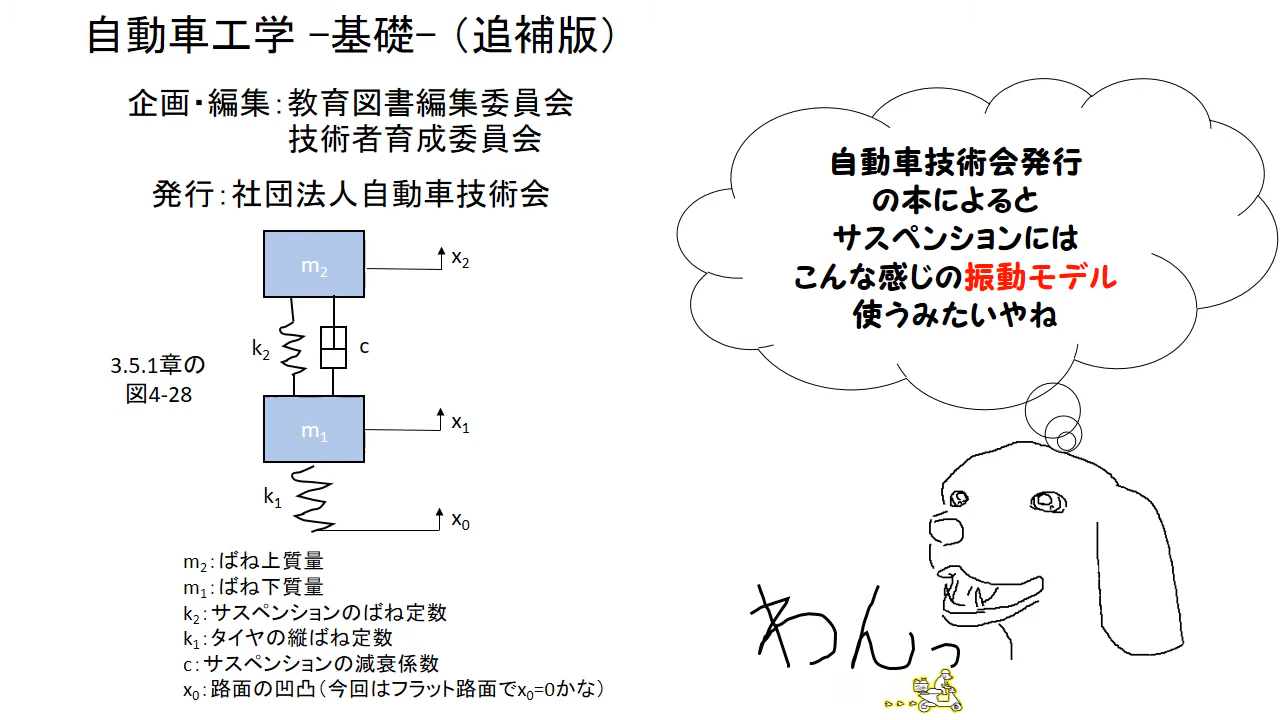 自動車工学 –基礎–（追補版）
企画・編集：教育図書編集委員会
技術者育成委員会
発行：社団法人自動車技術会
m₂
x₂
k₂
c
3.5.1章の
図4-28
m₁
x₁
k₁
x₀
m₂：ばね上質量
m₁：ばね下質量
k₂：サスペンションのばね定数
k₁：タイヤの縦ばね定数
c：サスペンションの減衰係数
x₀：路面の凹凸（今回はフラット路面でx₀=0かな）
自動車技術会発行
の本によると
サスペンションには
こんな感じの振動モデル
使うみたいやね
わんっ